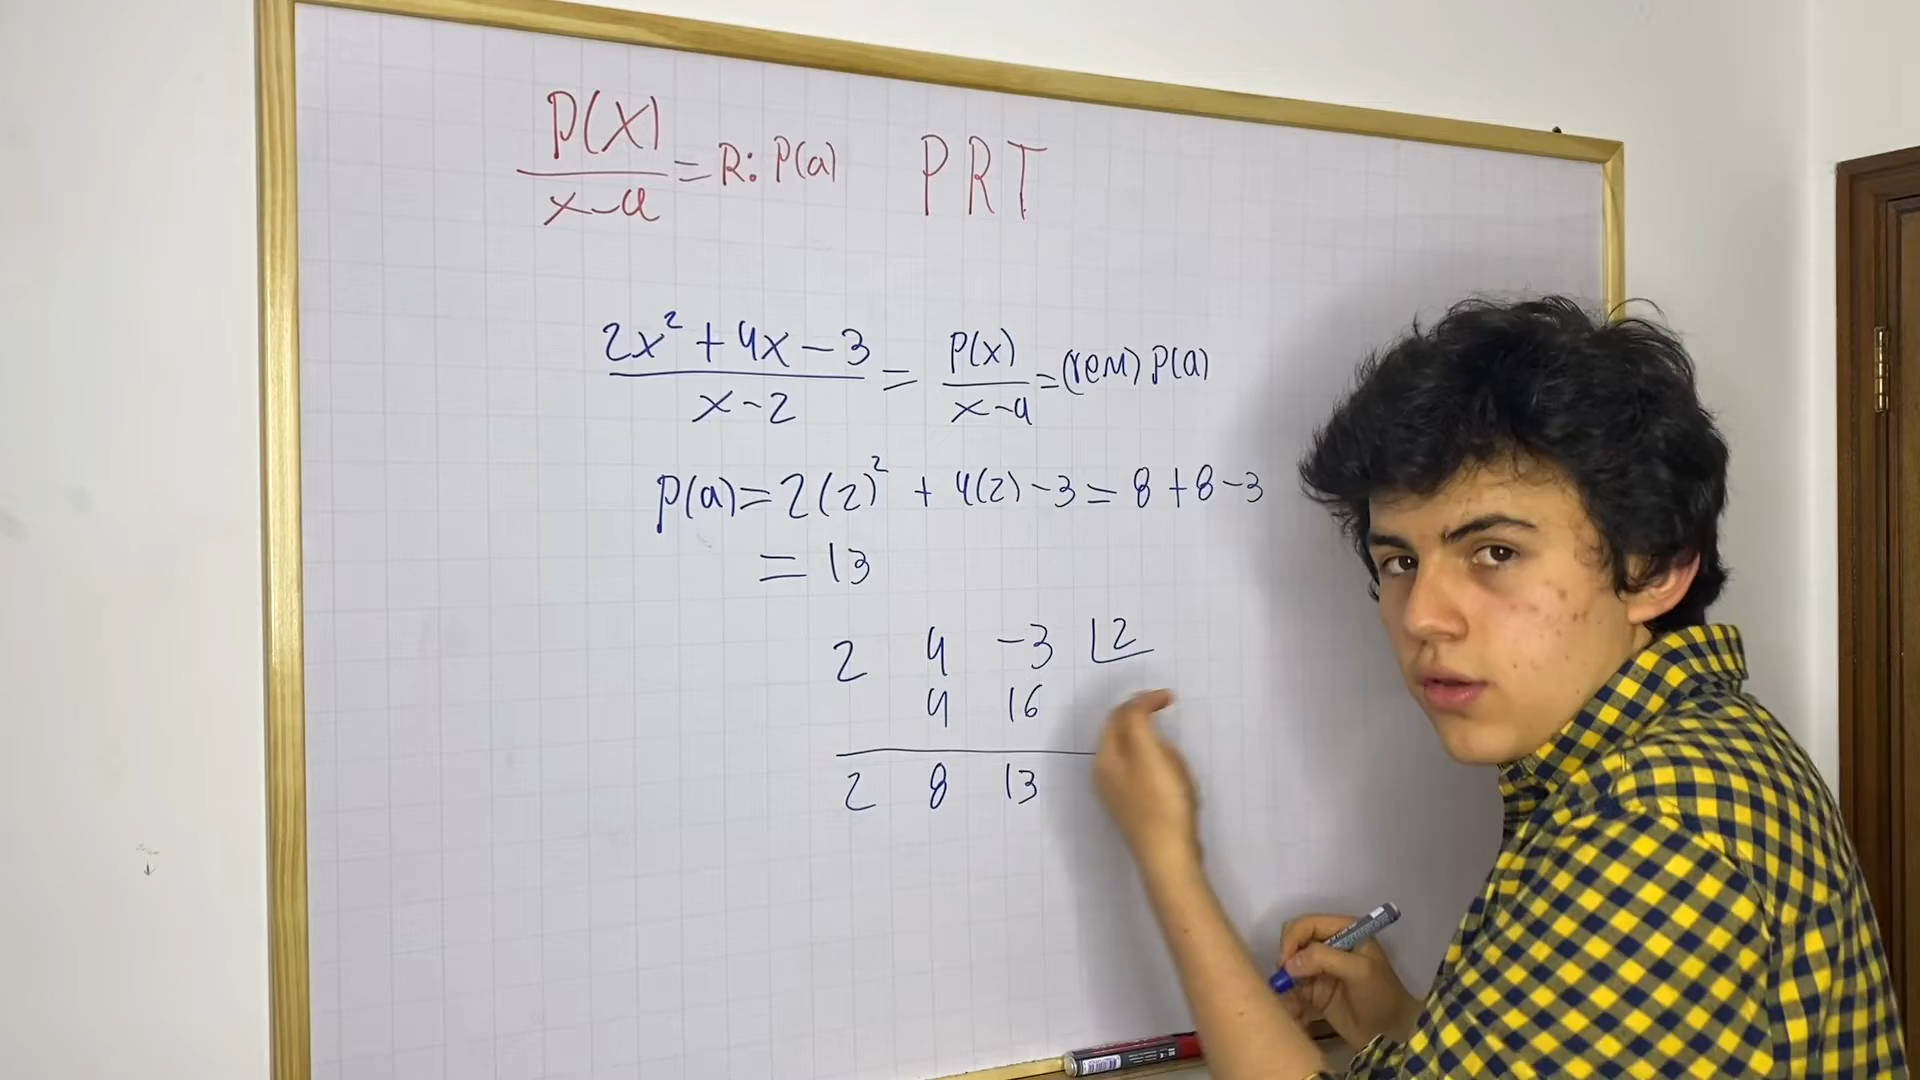 P(X)/x-a = R: P(a) PRT
2x² + 4x - 3/x - 2 = P(x)/x-a = (rem) P(a)
P(a) = 2(2)² + 4(2) - 3 = 8 + 8 - 3
= 13
2 4 -3 ⌊2
4 16
2 8 13